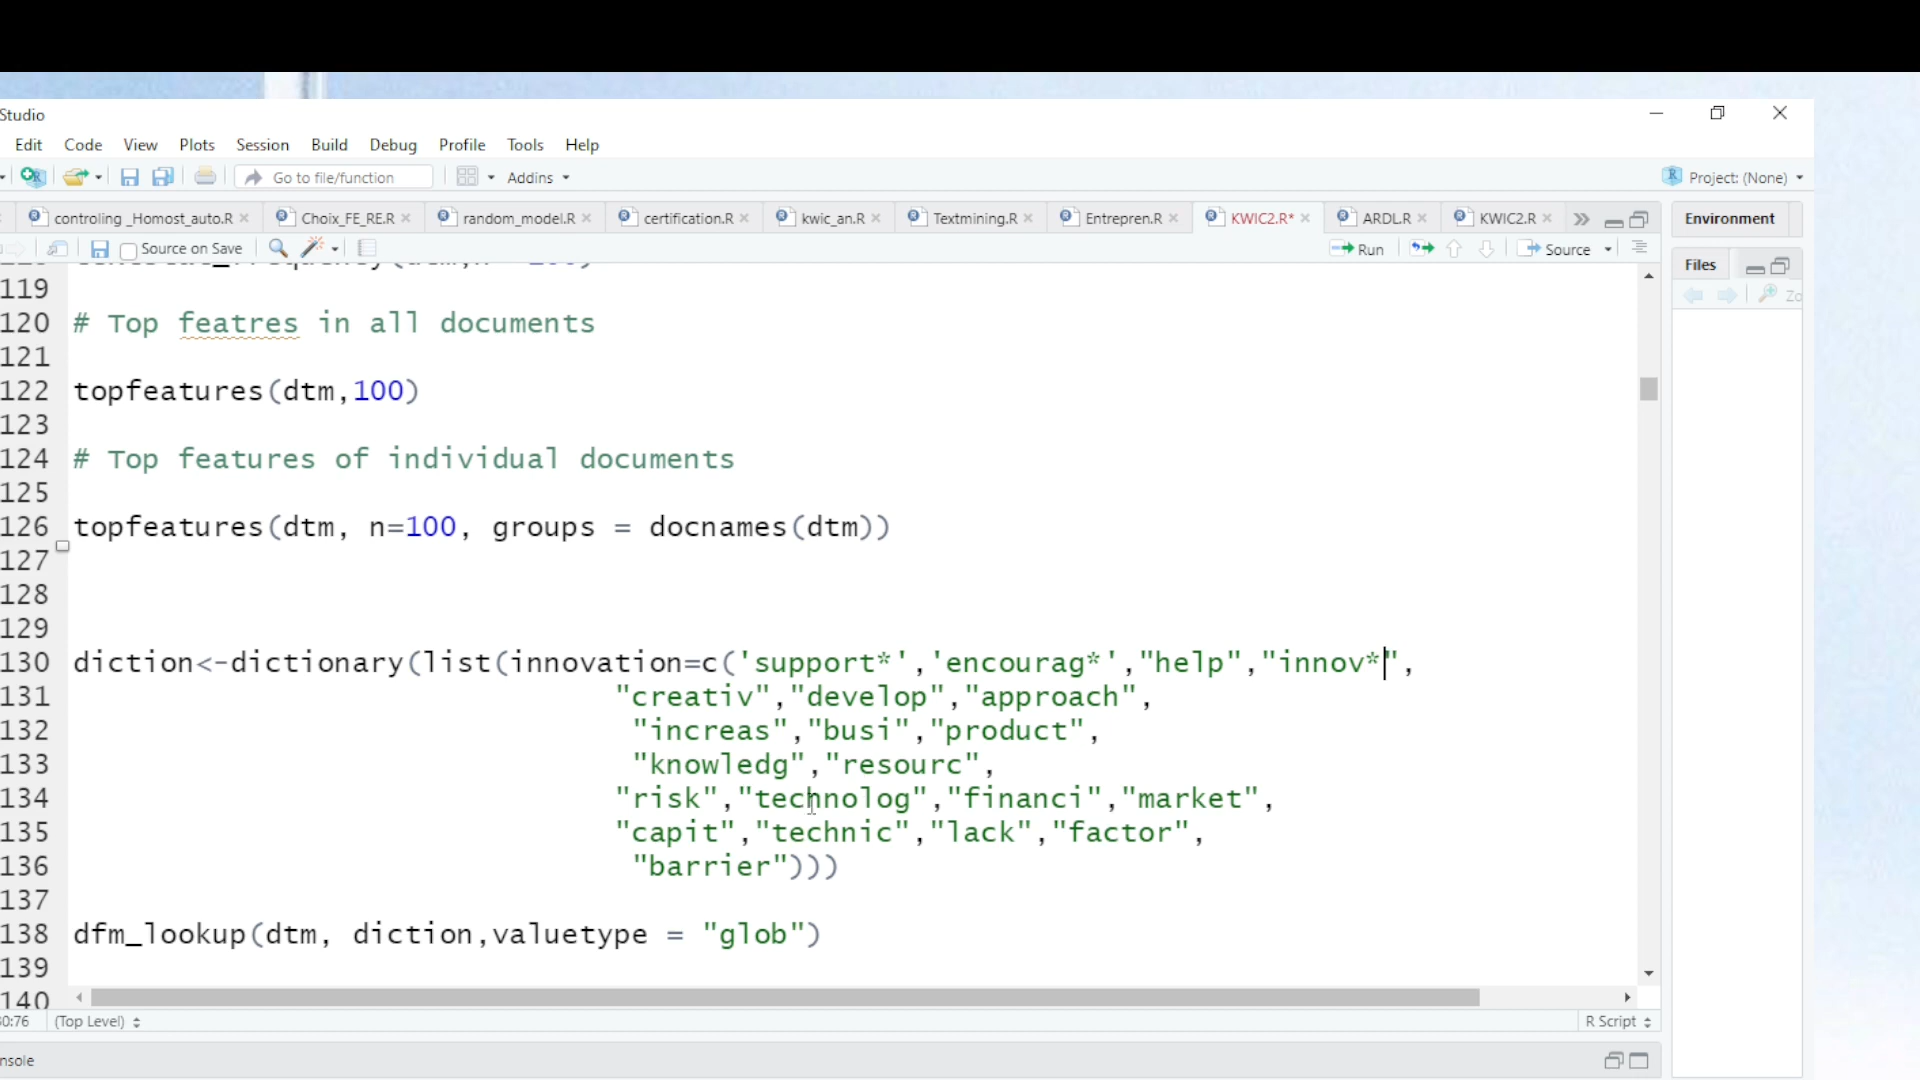 Studio
Edit Code View Plots Session Build Debug Profile Tools Help
Go to file/function Addins Project: (None)
controling _Homost_auto.R Choix_FE_RE.R random_model.R certification.R kwic_an.R Textmining.R Entrepren.R KWIC2.R* ARDL.R KWIC2.R Environment
Source on Save Run Source Files
119
120 # Top featres in all documents
121
122 topfeatures(dtm,100)
123
124 # Top features of individual documents
125
126 topfeatures(dtm, n=100, groups = docnames(dtm))
127
128
129
130 diction<-dictionary(list(innovation=c('support*','encourag*',"help","innov*",
131 "creativ","develop","approach",
132 "increas","busi","product",
133 "knowledg","resourc",
134 "risk","technolog","financi","market",
135 "capit","technic","lack","factor",
136 "barrier")))
137
138 dfm_lookup(dtm, diction,valuetype = "glob")
139
140
0:76 (Top Level) R Script
nsole